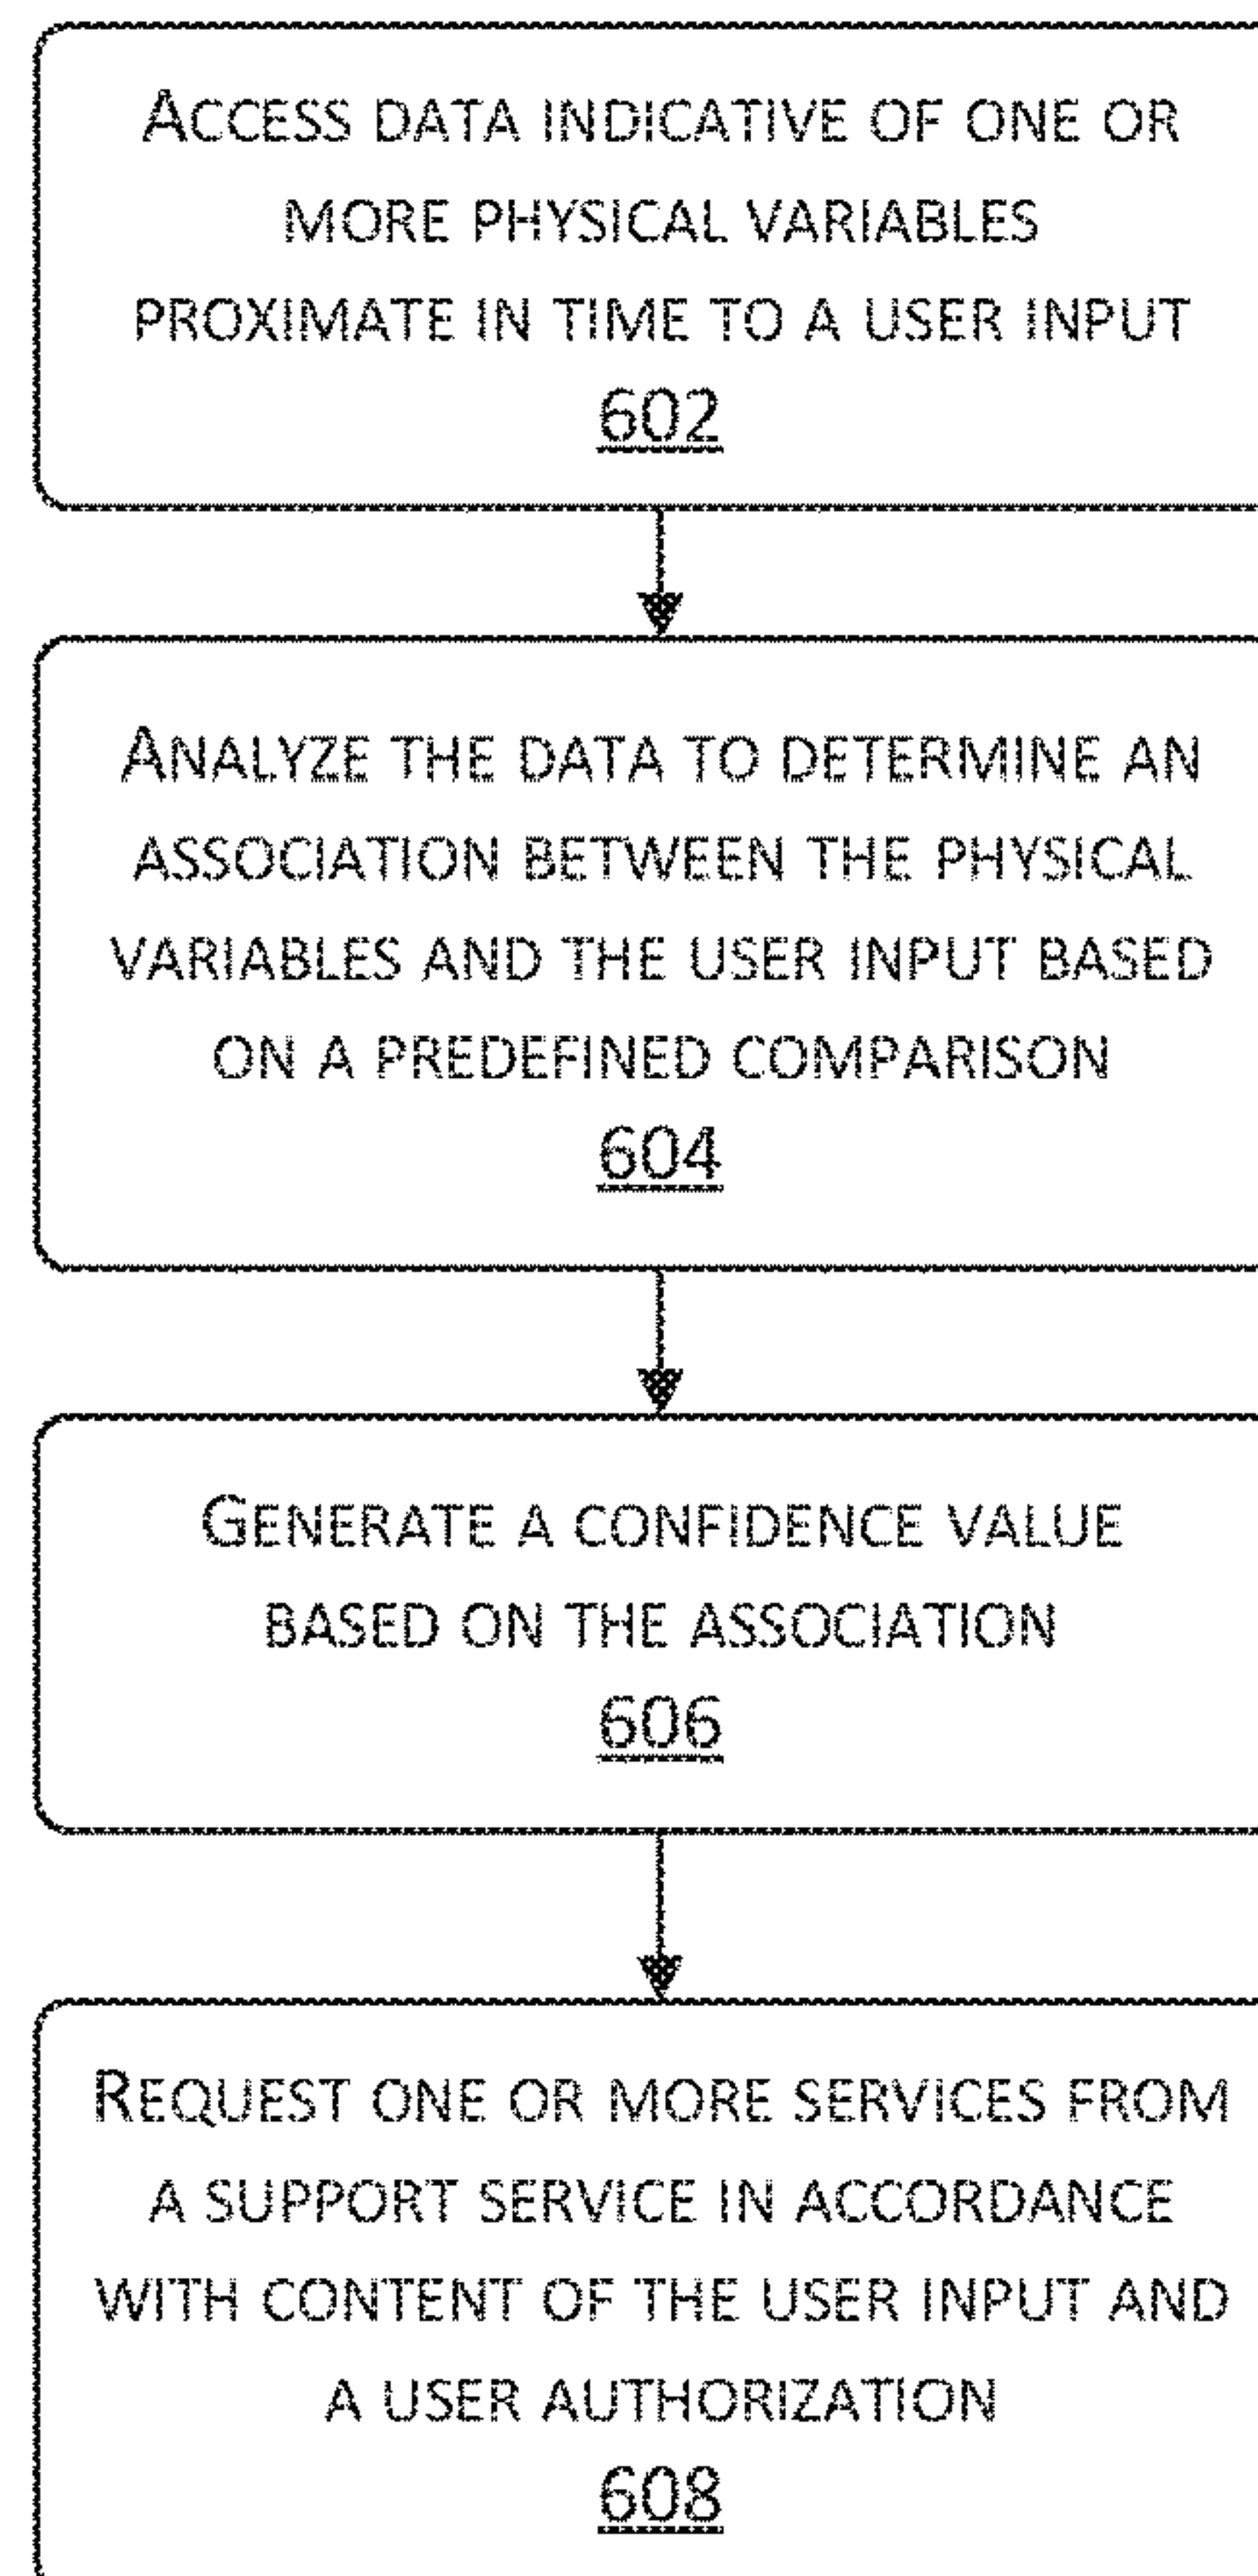 ACCESS DATA INDICATIVE OF ONE OR
MORE PHYSICAL VARIABLES
PROXIMATE IN TIME TO A USER INPUT
602
ANALYZE THE DATA TO DETERMINE AN
ASSOCIATION BETWEEN THE PHYSICAL
VARIABLES AND THE USER INPUT BASED
ON A PREDEFINED COMPARISON
604
GENERATE A CONFIDENCE VALUE
BASED ON THE ASSOCIATION
606
REQUEST ONE OR MORE SERVICES FROM
A SUPPORT SERVICE IN ACCORDANCE
WITH CONTENT OF THE USER INPUT AND
A USER AUTHORIZATION
608